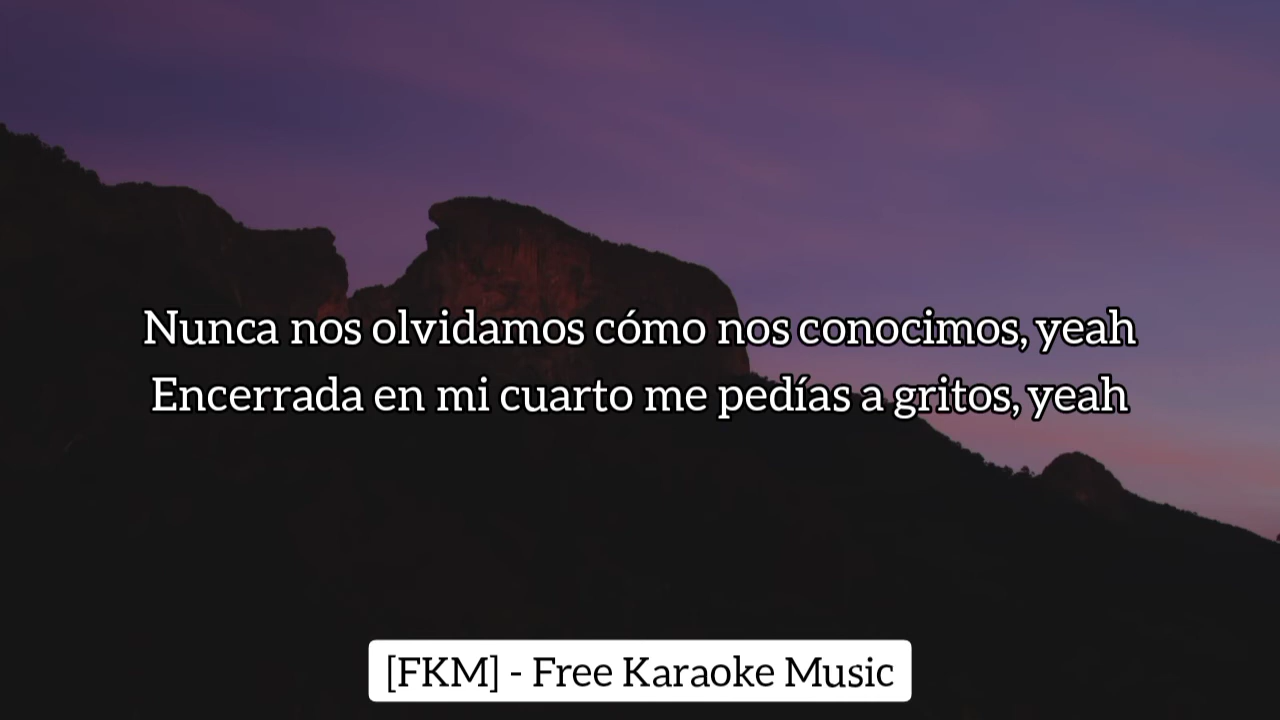 Nunca nos olvidamos cómo nos conocimos, yeah
Encerrada en mi cuarto me pedías a gritos, yeah
[FKM] - Free Karaoke Music